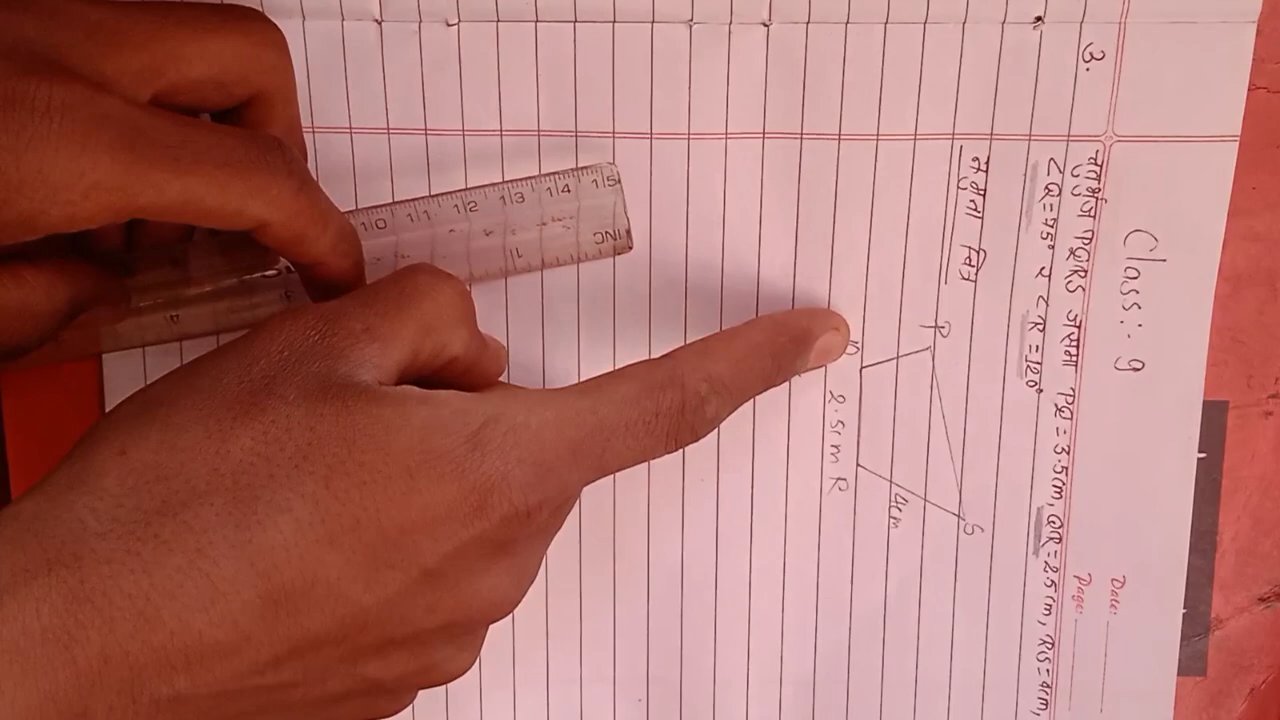 Class:- 9
Date:
Page:
3. चतुर्भुज PQRS जसमा PQ = 3.5cm, QR = 2.5cm, RS = 4cm,
∠Q = 75° र ∠R = 120°
नमुना चित्र
P
S
4cm
2.5cm R
10 11 12 13 14 15
INC